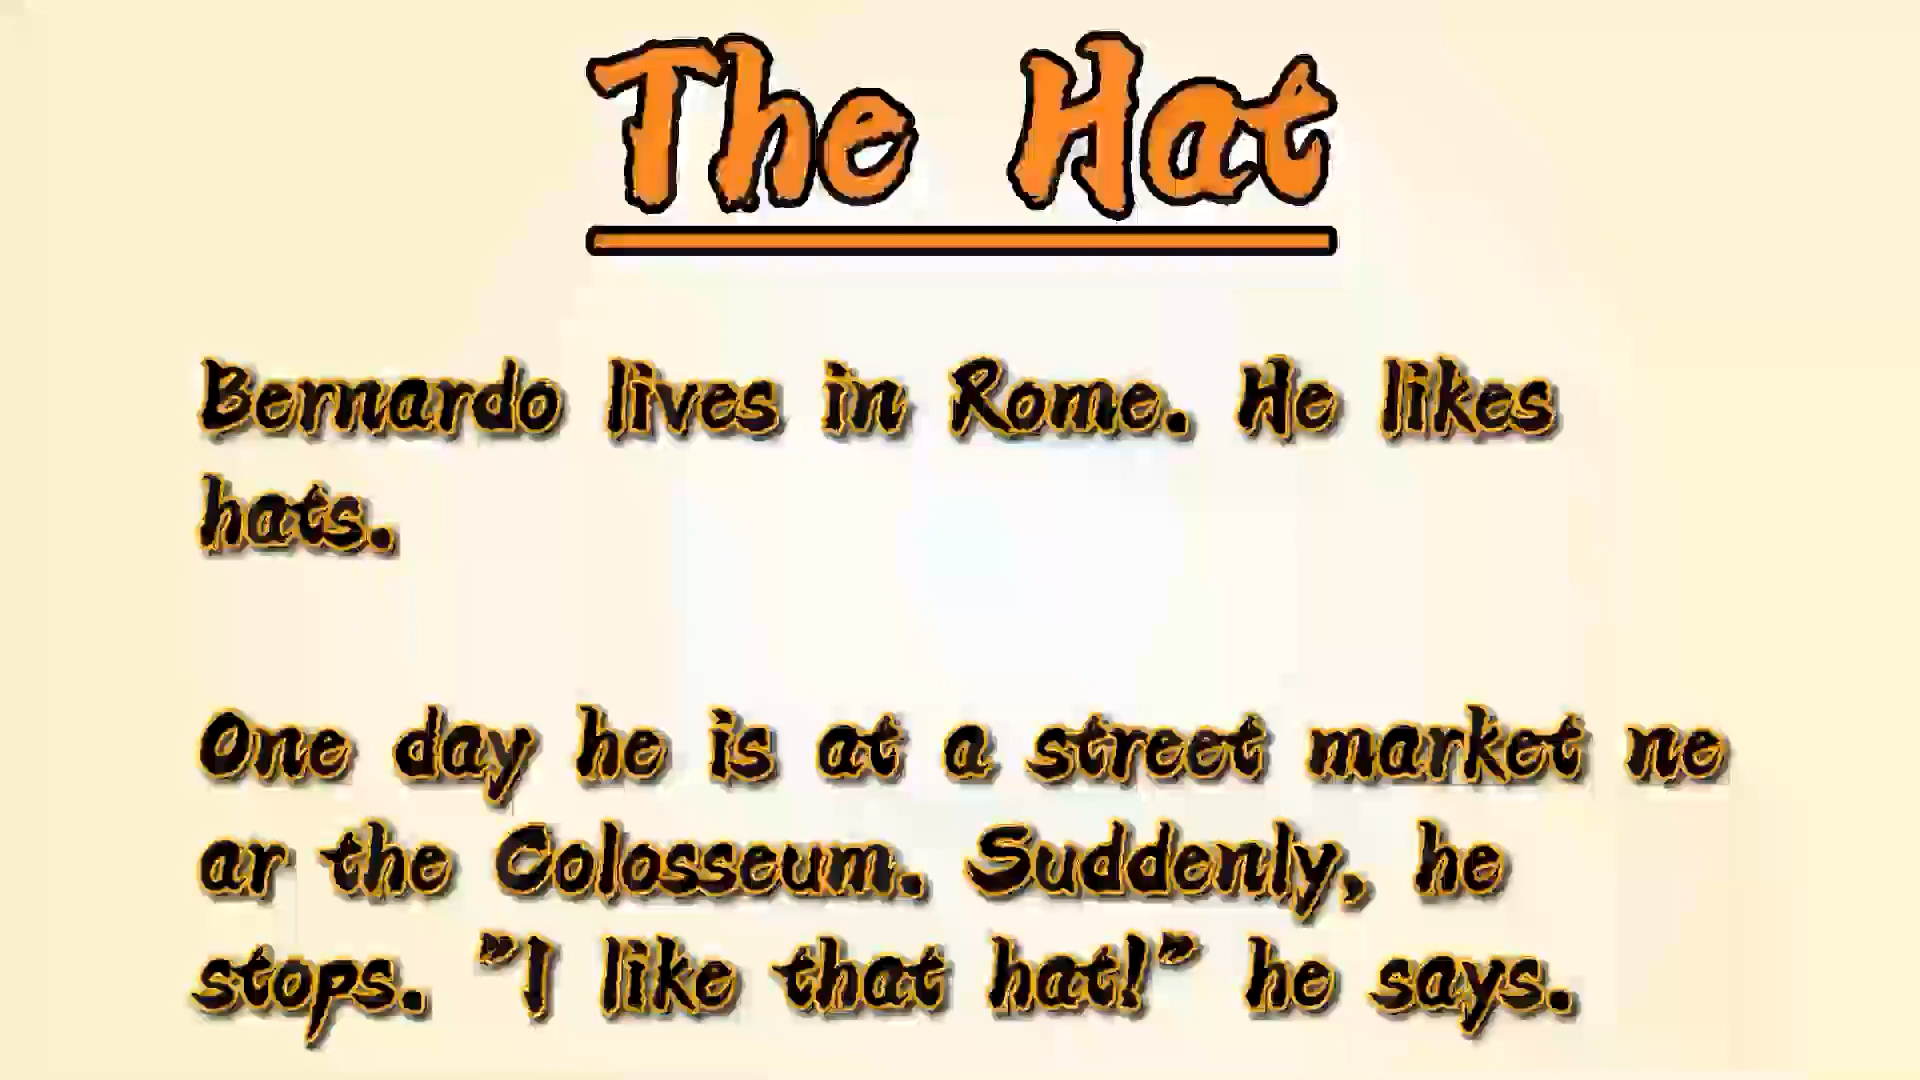 The Hat
Bernardo lives in Rome. He likes
hats.
One day he is at a street market ne
ar the Colosseum. Suddenly, he
stops. "I like that hat!" he says.